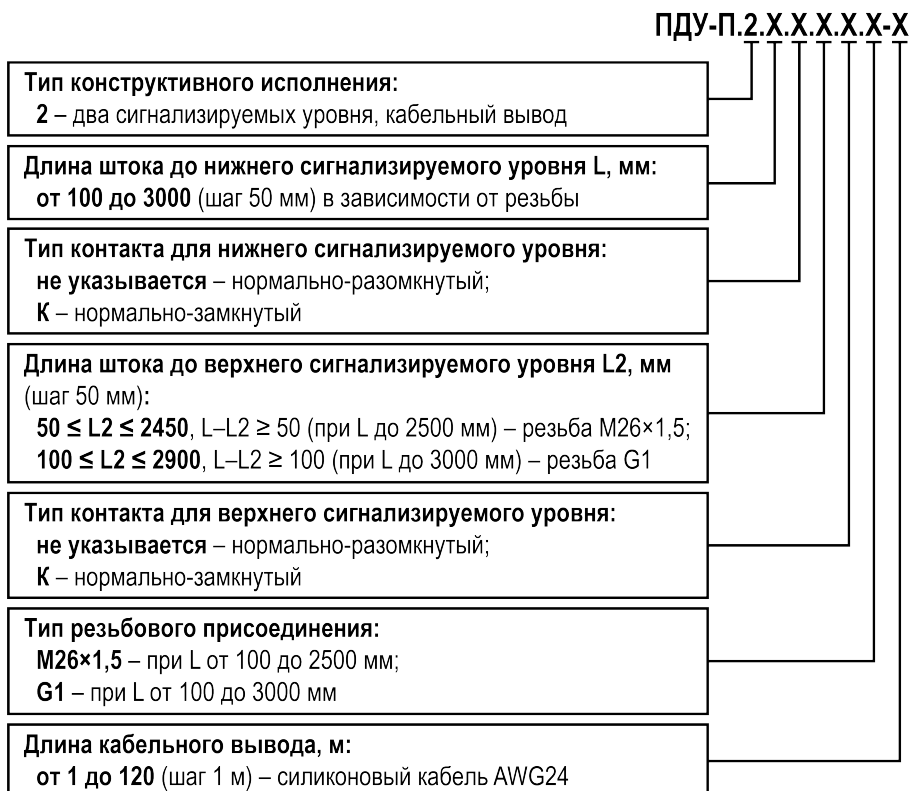 ПДУ-П.2.X.X.X.X.X-X
Тип конструктивного исполнения:
2 – два сигнализируемых уровня, кабельный вывод
Длина штока до нижнего сигнализируемого уровня L, мм:
от 100 до 3000 (шаг 50 мм) в зависимости от резьбы
Тип контакта для нижнего сигнализируемого уровня:
не указывается – нормально-разомкнутый;
К – нормально-замкнутый
Длина штока до верхнего сигнализируемого уровня L2, мм
(шаг 50 мм):
50 ≤ L2 ≤ 2450, L–L2 ≥ 50 (при L до 2500 мм) – резьба М26×1,5;
100 ≤ L2 ≤ 2900, L–L2 ≥ 100 (при L до 3000 мм) – резьба G1
Тип контакта для верхнего сигнализируемого уровня:
не указывается – нормально-разомкнутый;
К – нормально-замкнутый
Тип резьбового присоединения:
М26×1,5 – при L от 100 до 2500 мм;
G1 – при L от 100 до 3000 мм
Длина кабельного вывода, м:
от 1 до 120 (шаг 1 м) – силиконовый кабель AWG24